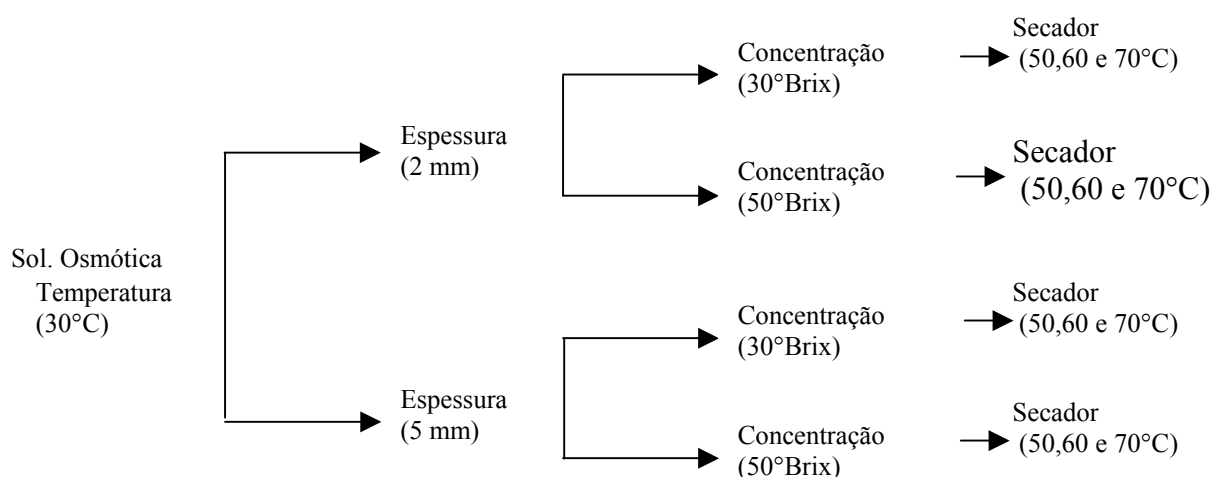 Sol. Osmótica
Temperatura
(30°C)
Espessura
(2 mm)
Concentração
(30°Brix)
Secador
(50,60 e 70°C)
Concentração
(50°Brix)
Secador
(50,60 e 70°C)
Espessura
(5 mm)
Concentração
(30°Brix)
Secador
(50,60 e 70°C)
Concentração
(50°Brix)
Secador
(50,60 e 70°C)